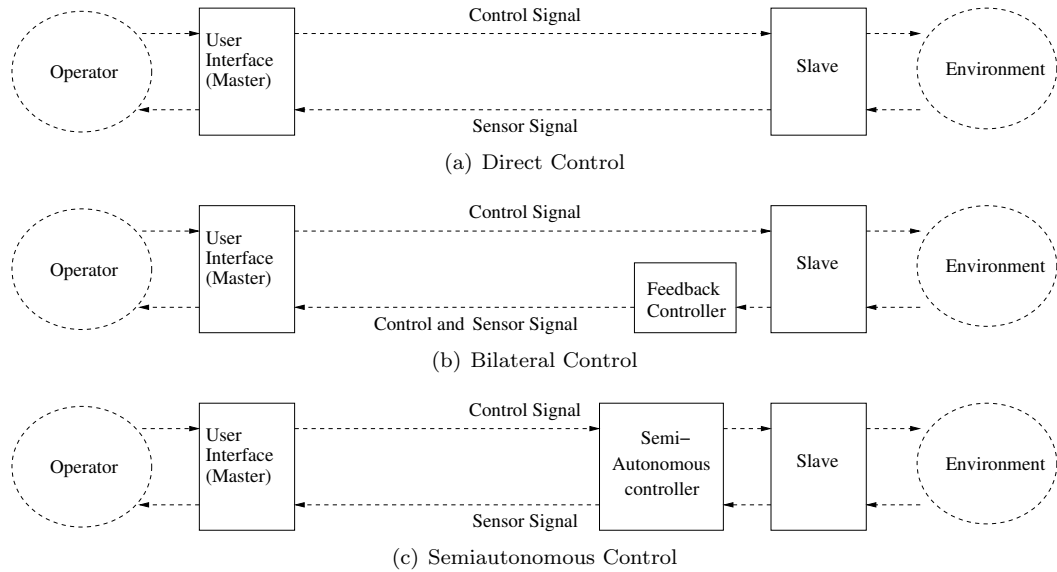 Control Signal
Operator
User
Interface
(Master)
Slave
Environment
Sensor Signal
(a) Direct Control
Control Signal
Operator
User
Interface
(Master)
Slave
Environment
Feedback
Controller
Control and Sensor Signal
(b) Bilateral Control
Control Signal
Operator
User
Interface
(Master)
Semi-
Autonomous
controller
Slave
Environment
Sensor Signal
(c) Semiautonomous Control